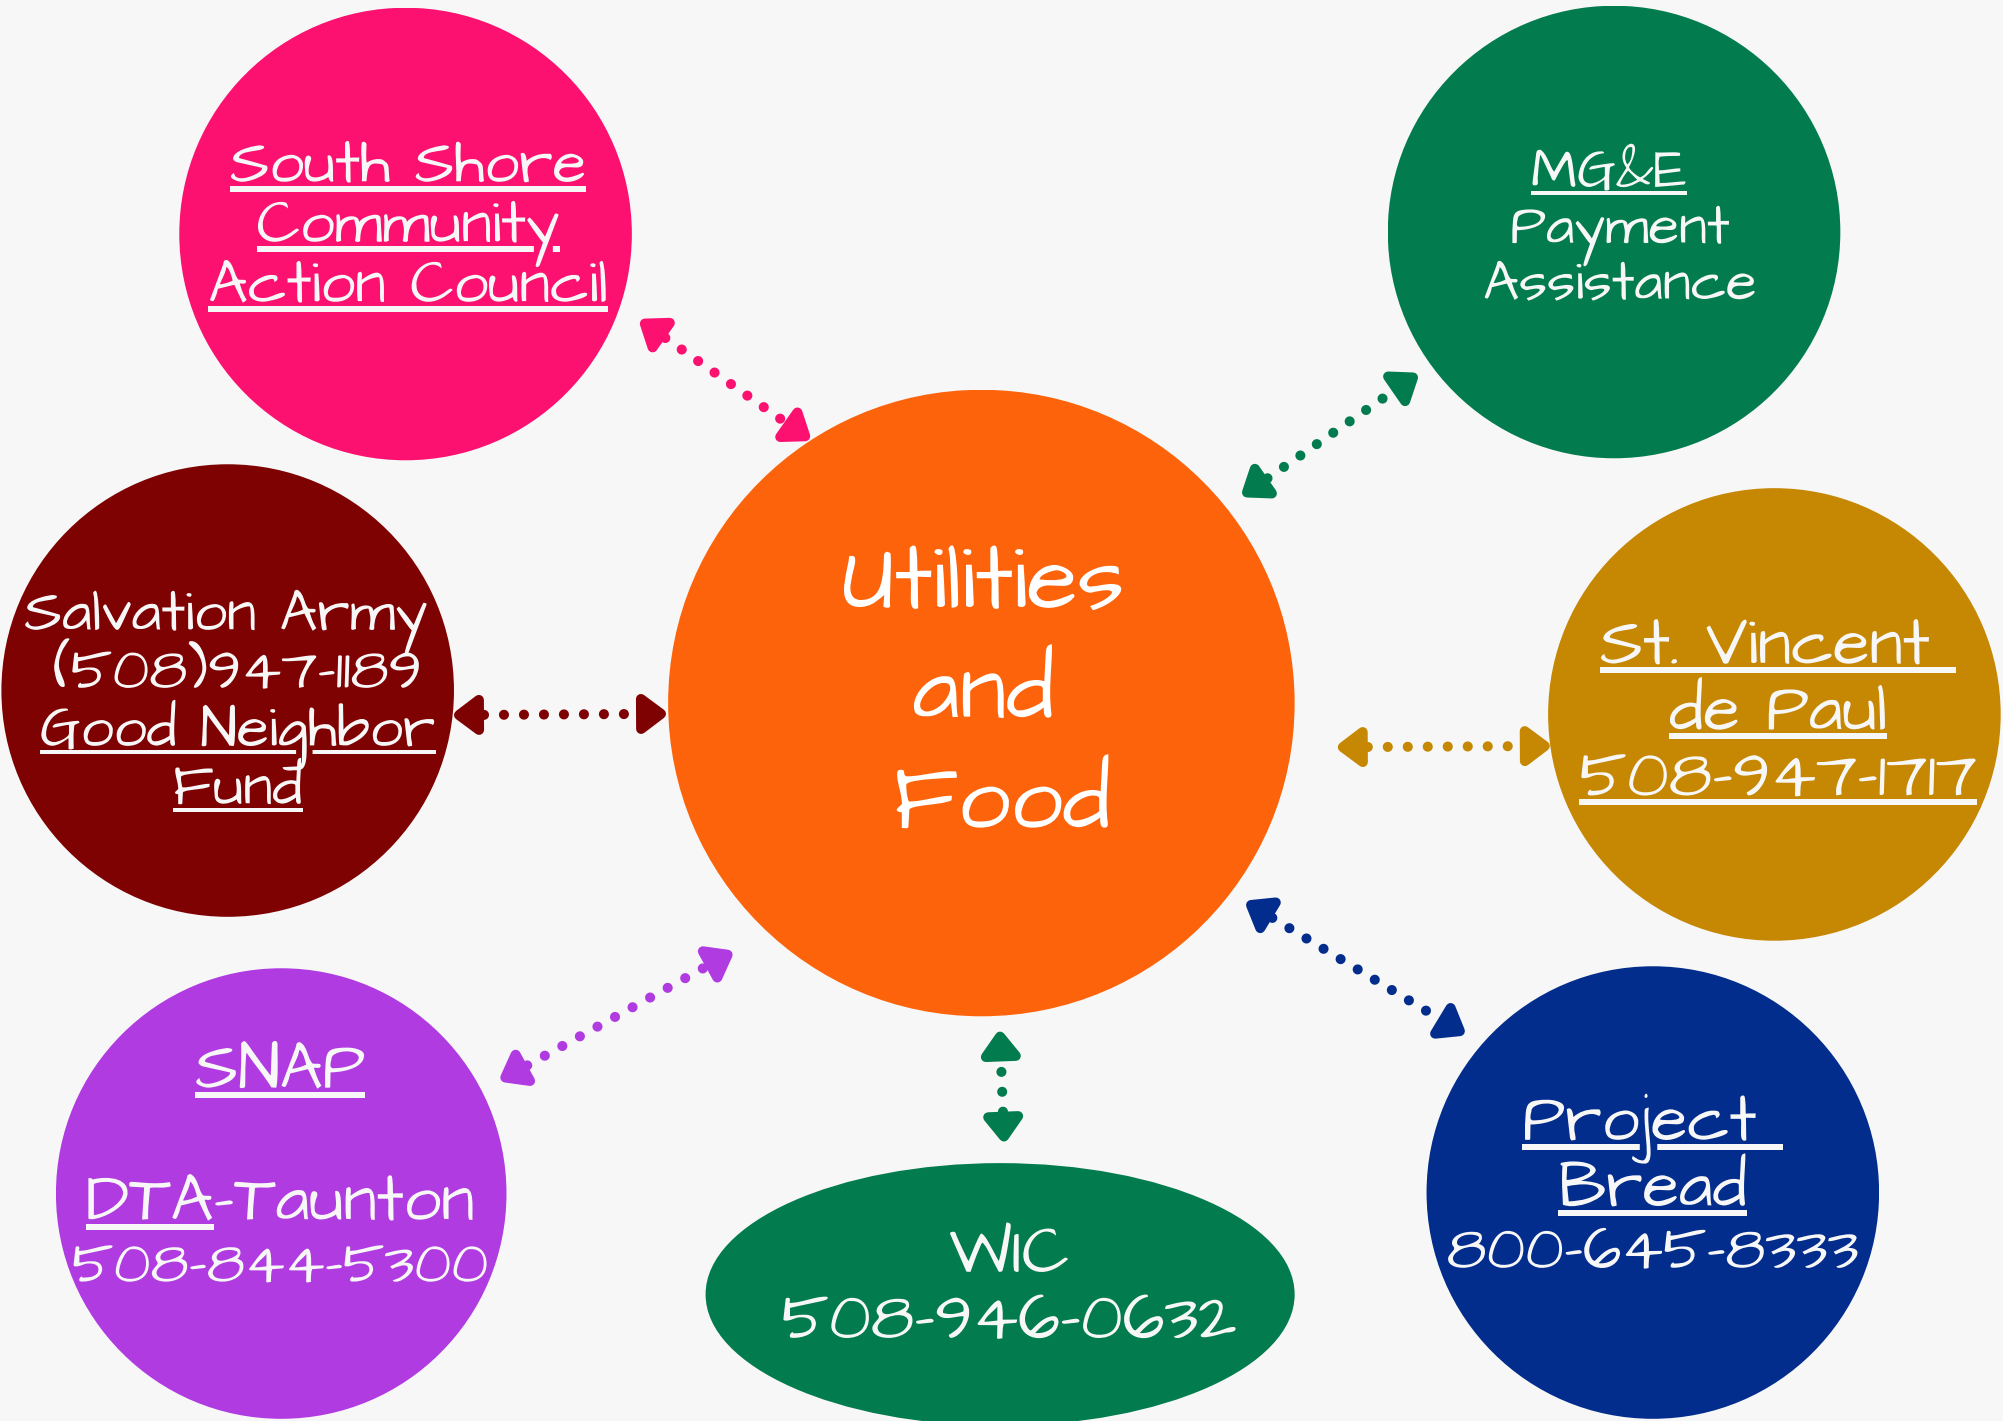 South Shore
Community
Action Council
MG&E
Payment
Assistance
Utilities
and
Food
Salvation Army
(508)947-1189
Good Neighbor
Fund
St. Vincent
de Paul
508-947-1717
SNAP
DTA-Taunton
508-844-5300
WIC
508-946-0632
Project
Bread
800-645-8333